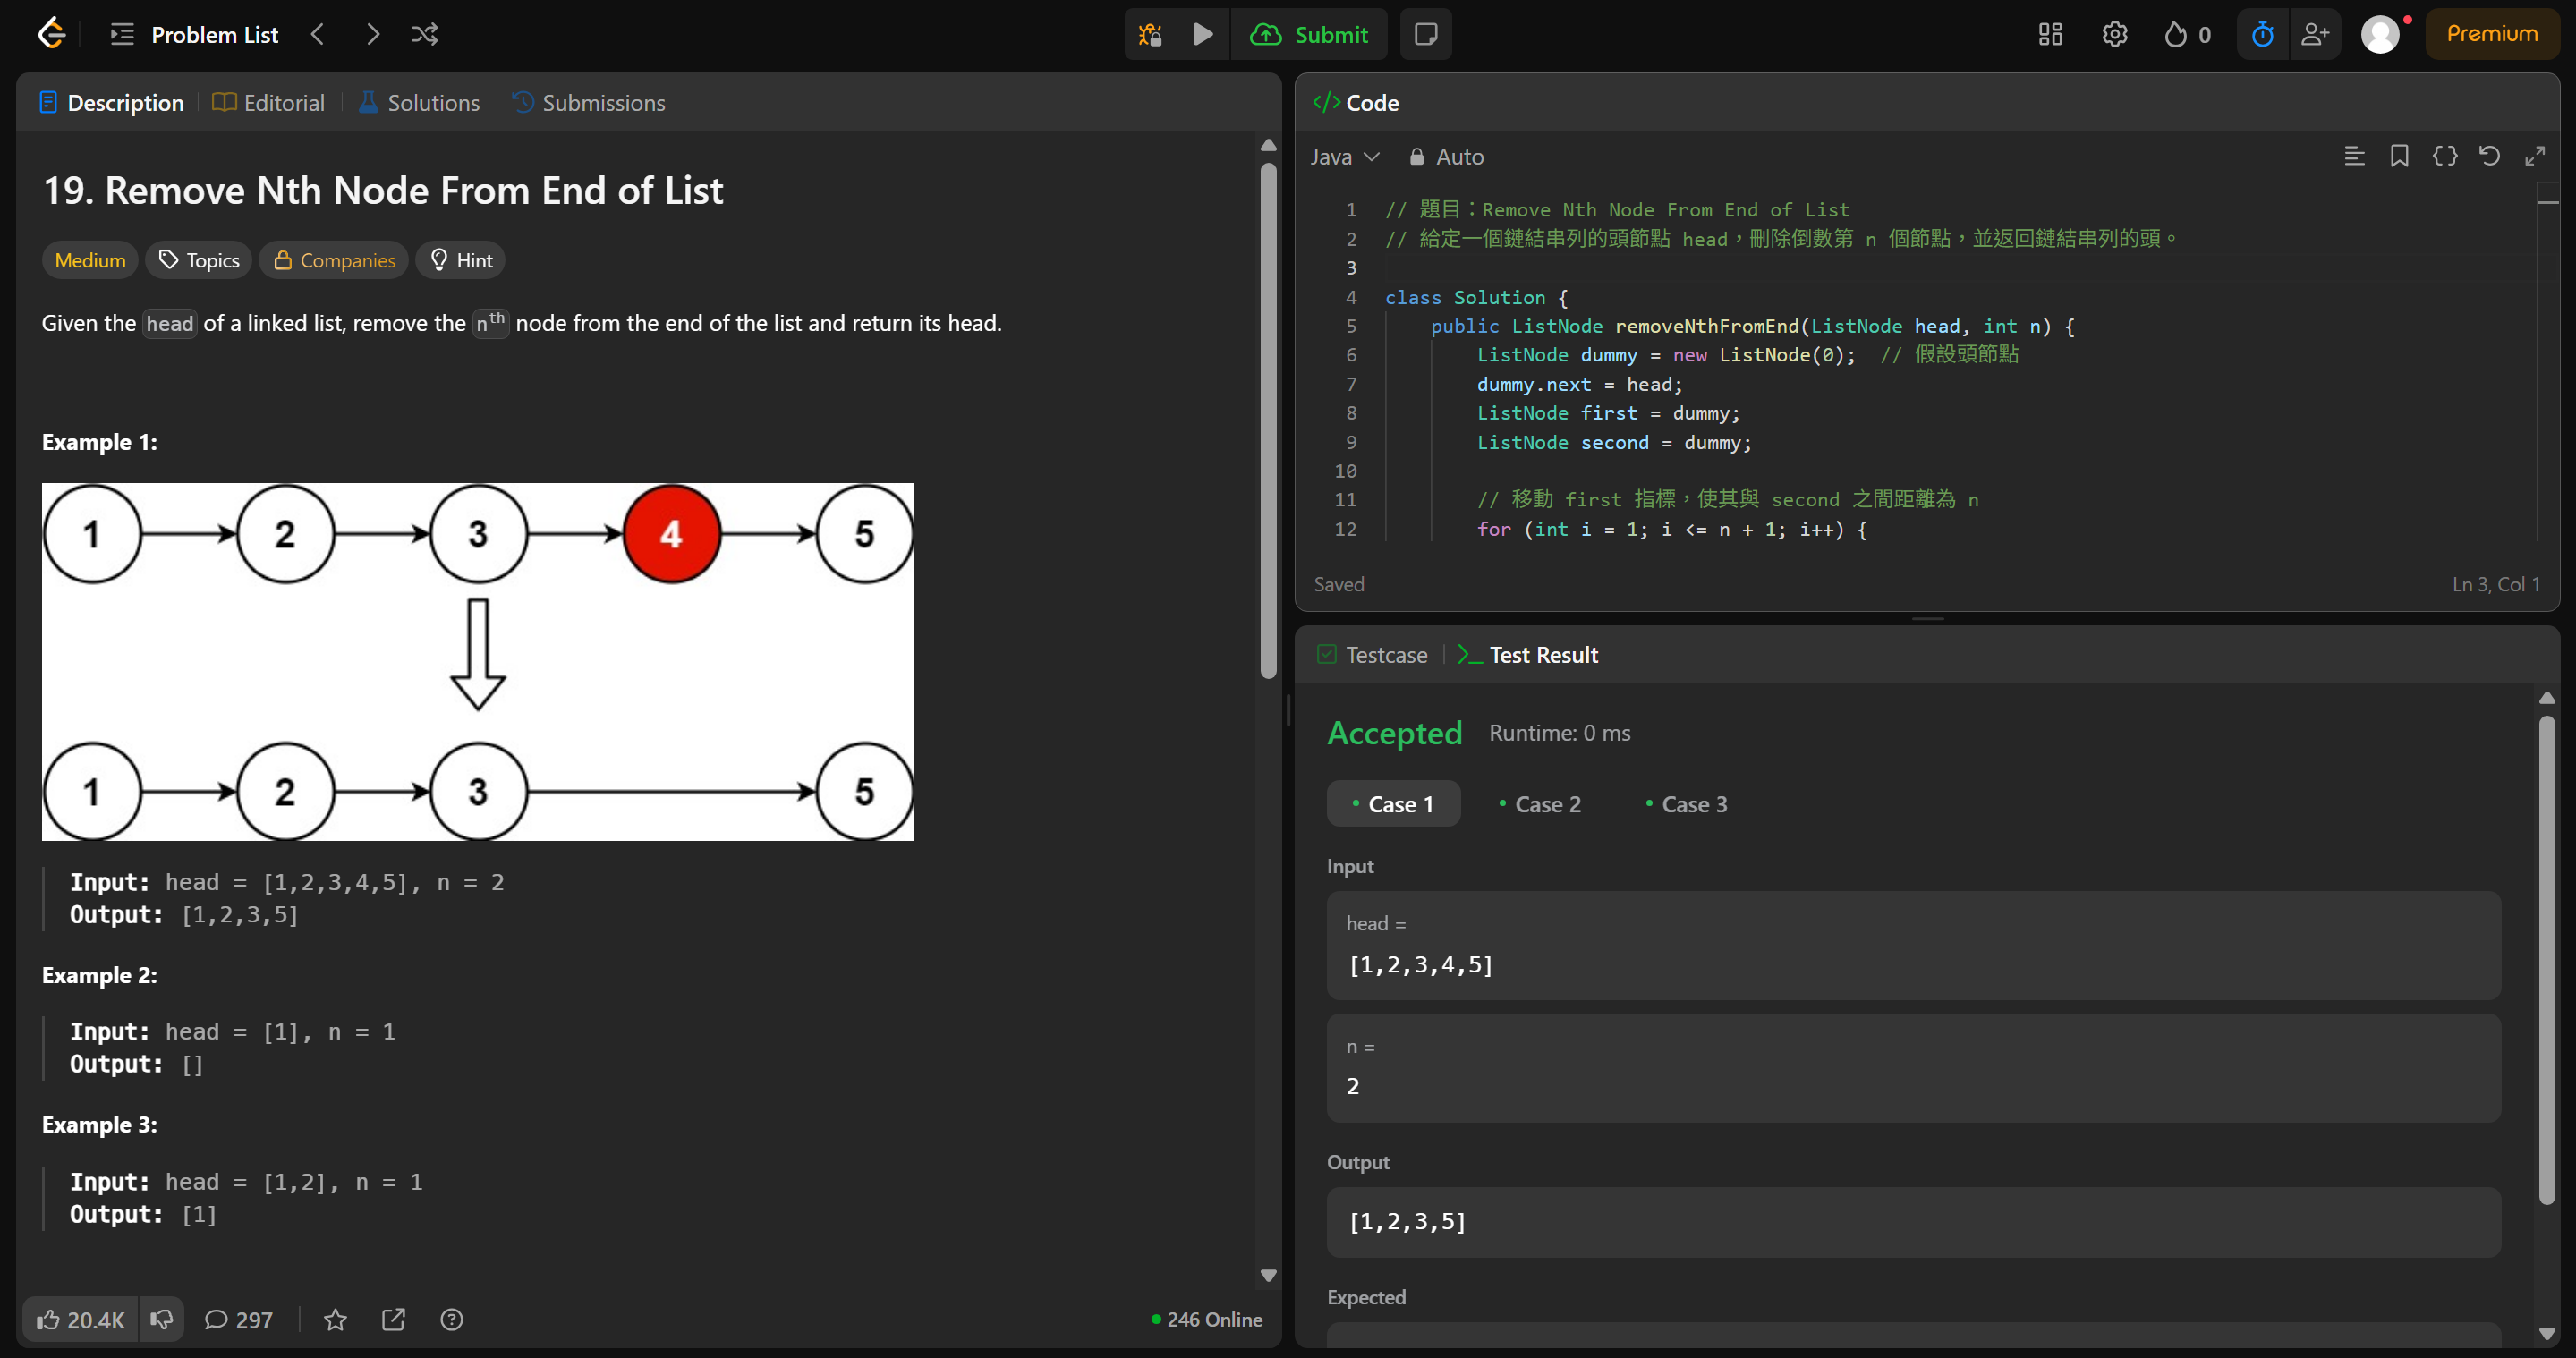 Problem List
Submit
0
Premium
Description
Editorial
Solutions
Submissions
19. Remove Nth Node From End of List
Medium
Topics
Companies
Hint
Given the head of a linked list, remove the nth node from the end of the list and return its head.
Example 1:
1 2 3 4 5
1 2 3 5
Input: head = [1,2,3,4,5], n = 2
Output: [1,2,3,5]
Example 2:
Input: head = [1], n = 1
Output: []
Example 3:
Input: head = [1,2], n = 1
Output: [1]
20.4K
297
246 Online
</> Code
Java
Auto
1 // 題目：Remove Nth Node From End of List
2 // 給定一個鏈結串列的頭節點 head，刪除倒數第 n 個節點，並返回鏈結串列的頭。
3
4 class Solution {
5 public ListNode removeNthFromEnd(ListNode head, int n) {
6 ListNode dummy = new ListNode(0); // 假設頭節點
7 dummy.next = head;
8 ListNode first = dummy;
9 ListNode second = dummy;
10
11 // 移動 first 指標，使其與 second 之間距離為 n
12 for (int i = 1; i <= n + 1; i++) {
Saved
Ln 3, Col 1
Testcase
Test Result
Accepted
Runtime: 0 ms
Case 1
Case 2
Case 3
Input
head =
[1,2,3,4,5]
n =
2
Output
[1,2,3,5]
Expected